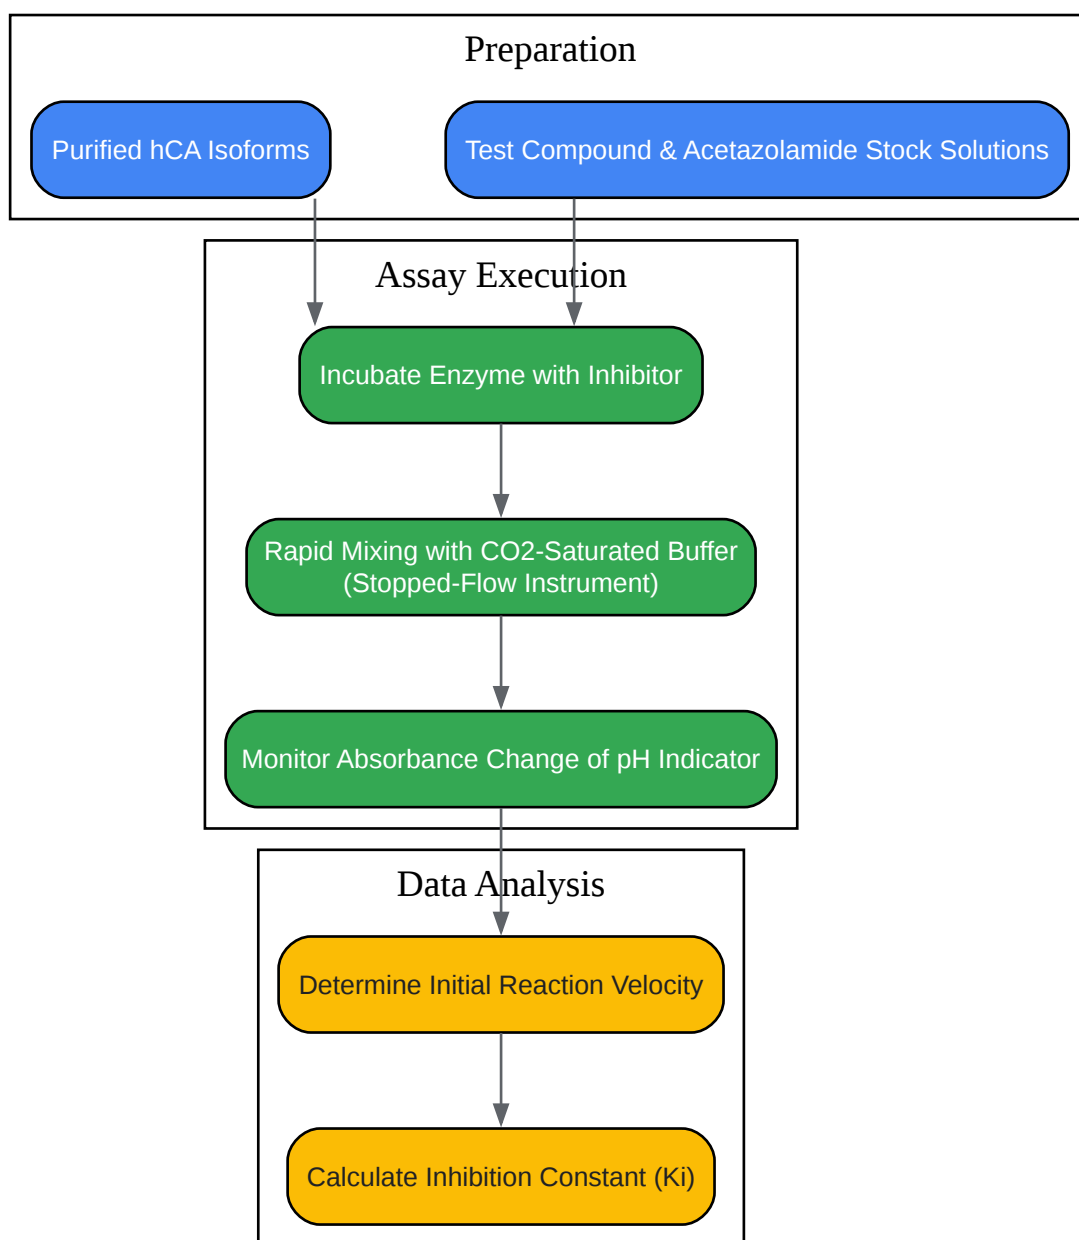 Preparation
Purified hCA Isoforms
Test Compound & Acetazolamide Stock Solutions
Assay Execution
Incubate Enzyme with Inhibitor
Rapid Mixing with CO2-Saturated Buffer
(Stopped-Flow Instrument)
Monitor Absorbance Change of pH Indicator
Data Analysis
Determine Initial Reaction Velocity
Calculate Inhibition Constant (Ki)